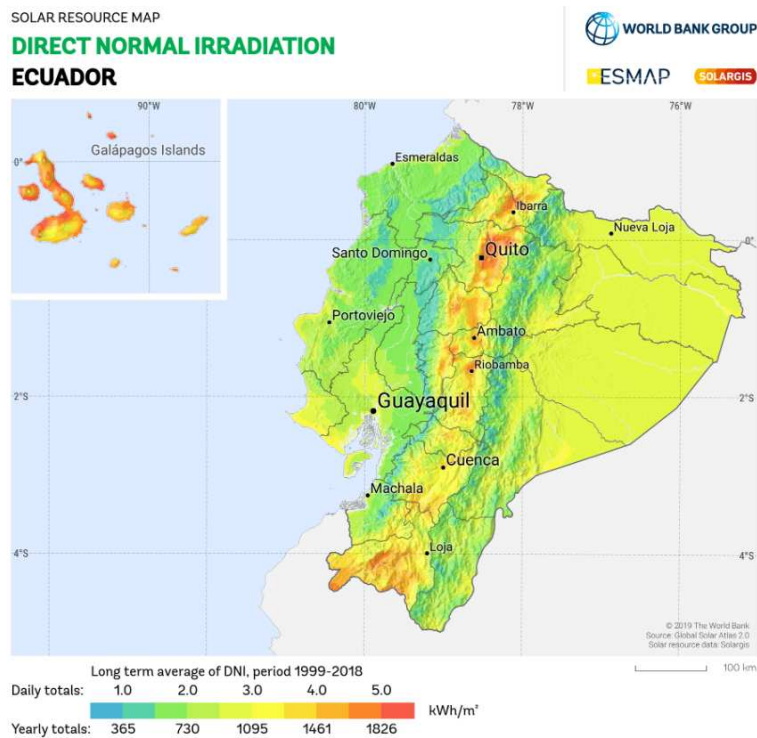 SOLAR RESOURCE MAP
DIRECT NORMAL IRRADIATION
ECUADOR
WORLD BANK GROUP
ESMAP SOLARGIS
90°W 80°W 78°W 76°W
Galápagos Islands
0°
Esmeraldas
Ibarra
Nueva Loja
0°
Santo Domingo
Quito
Portoviejo
Ambato
Riobamba
2°S 2°S
Guayaquil
Cuenca
Machala
Loja
4°S 4°S
© 2019 The World Bank
Source: Global Solar Atlas 2.0
Solar resource data: Solargis
100 km
Long term average of DNI, period 1999-2018
Daily totals: 1.0 2.0 3.0 4.0 5.0
kWh/m²
Yearly totals: 365 730 1095 1461 1826